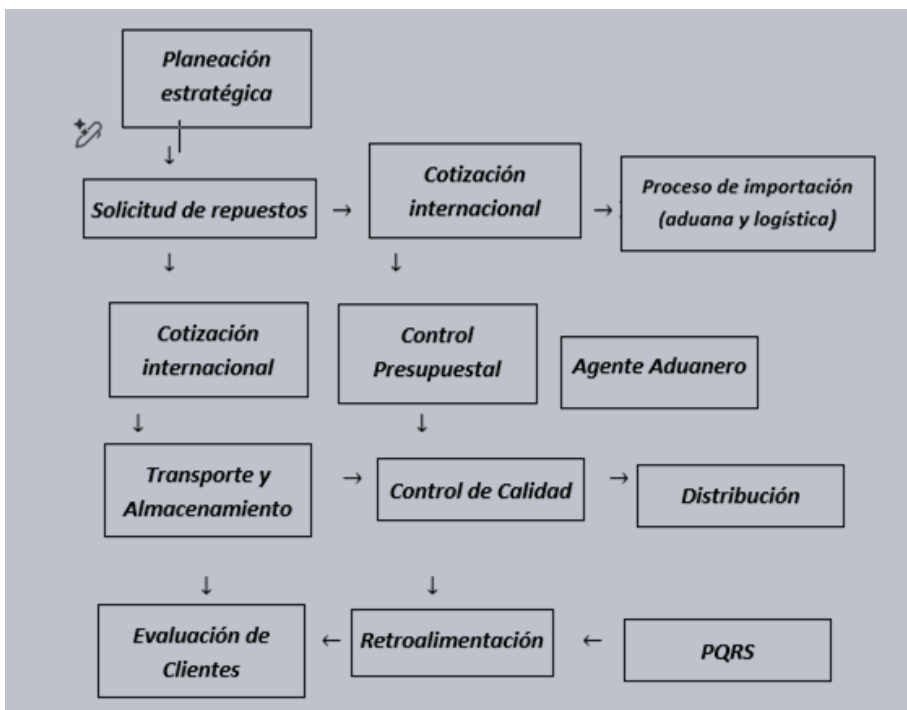 Planeación
estratégica
↓
Solicitud de repuestos
→
Cotización
internacional
→
Proceso de importación
(aduana y logística)
↓
↓
Cotización
internacional
Control
Presupuestal
Agente Aduanero
↓
↓
Transporte y
Almacenamiento
→
Control de Calidad
→
Distribución
↓
↓
Evaluación de
Clientes
←
Retroalimentación
←
PQRS